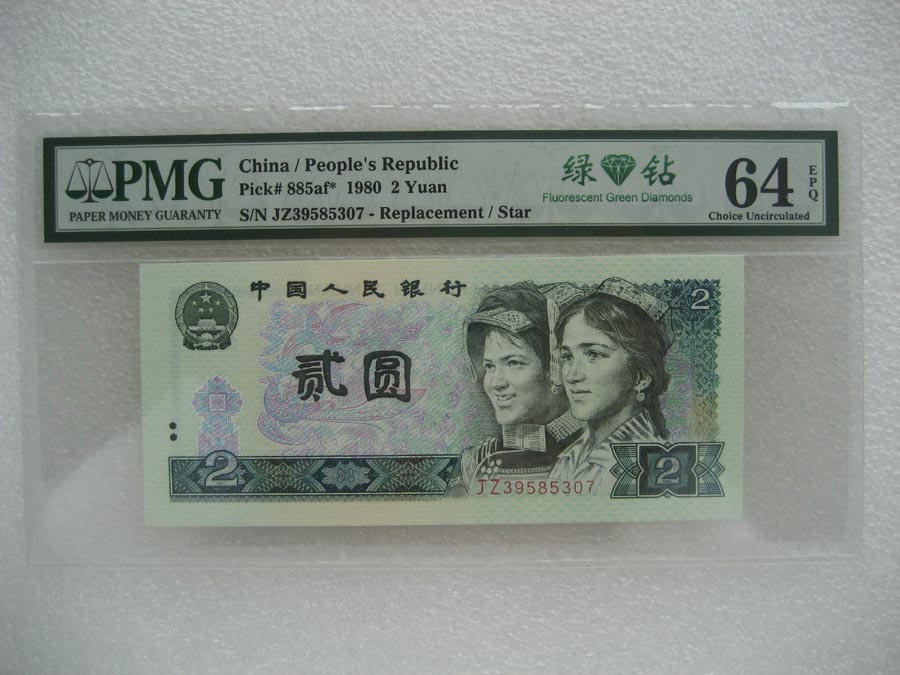 PMG
PAPER MONEY GUARANTY
China / People's Republic
Pick# 885af* 1980 2 Yuan
S/N JZ39585307 - Replacement / Star
绿钻
Fluorescent Green Diamonds
64 EPQ
Choice Uncirculated
中国人民银行
2
贰圆
2
2
JZ39585307